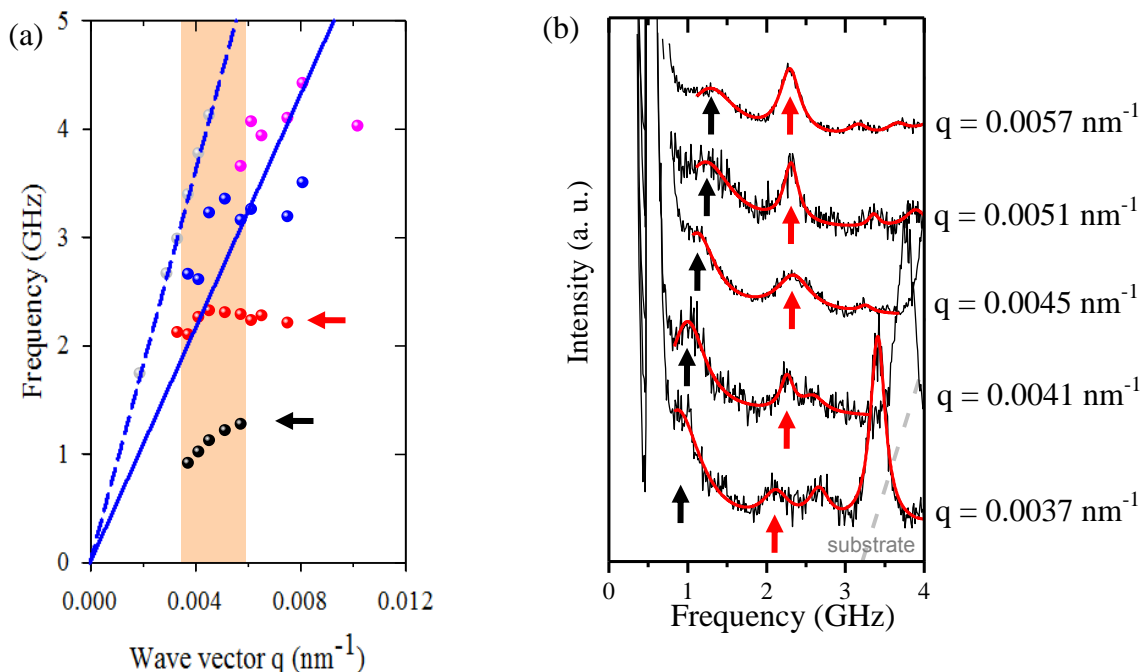 (a)
5
4
3
2
1
0
Frequency (GHz)
0.000 0.004 0.008 0.012
Wave vector q (nm-1)
(b)
Intensity (a. u.)
q = 0.0057 nm-1
q = 0.0051 nm-1
q = 0.0045 nm-1
q = 0.0041 nm-1
q = 0.0037 nm-1
substrate
0 1 2 3 4
Frequency (GHz)